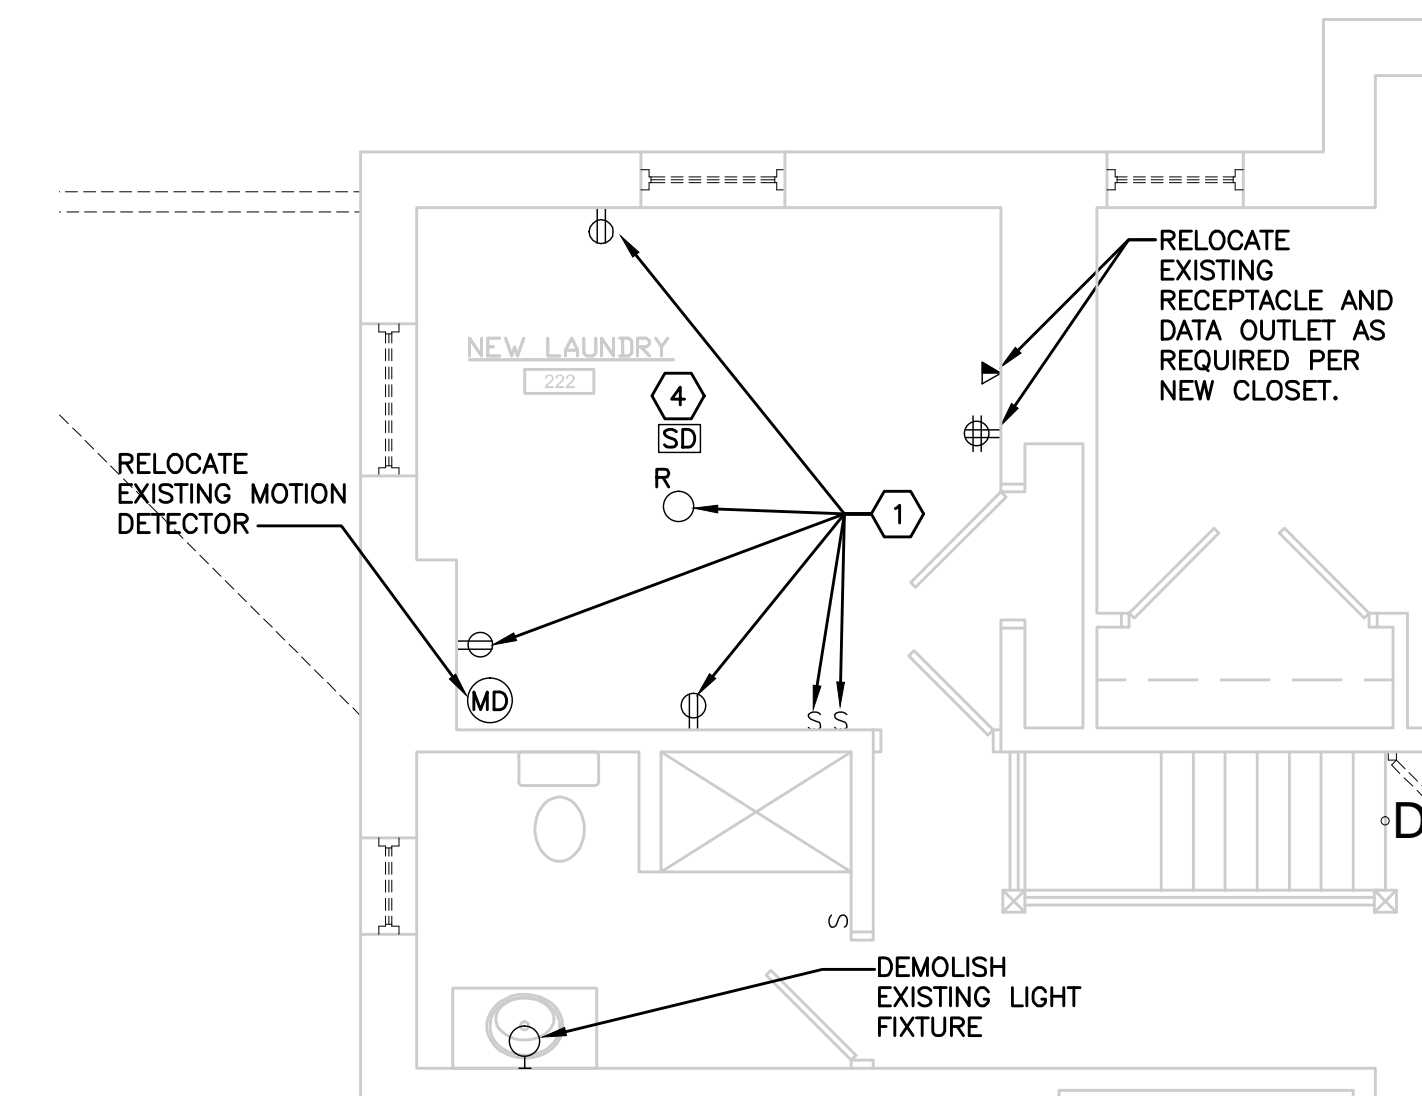 RELOCATE
EXISTING
RECEPTACLE AND
DATA OUTLET AS
REQUIRED PER
NEW CLOSET.
NEW LAUNDRY
222
4
SD
R
1
RELOCATE
EXISTING MOTION
DETECTOR
MD
S S
D
S
DEMOLISH
EXISTING LIGHT
FIXTURE